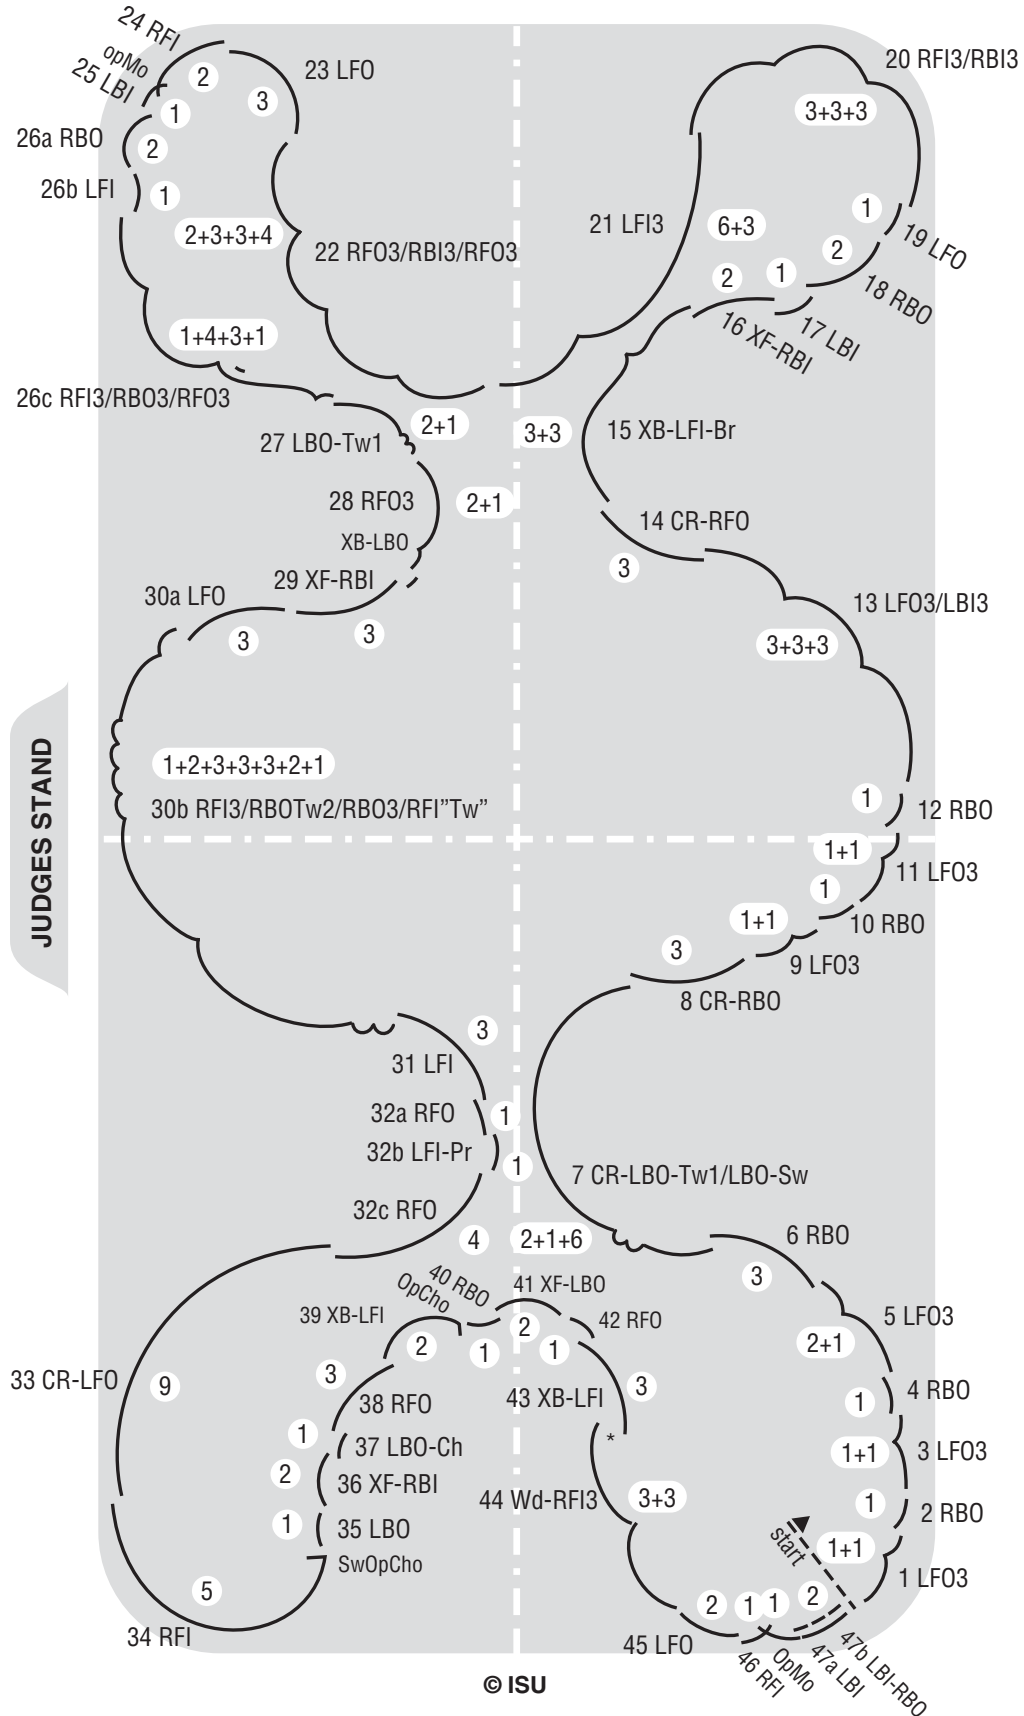 24 RFI
opMo
25 LBI
2
1
3
23 LFO
26a RBO
2
26b LFI
1
2+3+3+4
22 RFO3/RBI3/RFO3
1+4+3+1
26c RFI3/RBO3/RFO3
20 RFI3/RBI3
3+3+3
21 LFI3
6+3
1
2
19 LFO
2
1
18 RBO
17 LBI
16 XF-RBI
2+1
3+3
15 XB-LFI-Br
27 LBO-Tw1
28 RFO3
2+1
14 CR-RFO
XB-LBO
3
29 XF-RBI
30a LFO
3
3
13 LFO3/LBI3
3+3+3
JUDGES STAND
1+2+3+3+3+2+1
30b RFI3/RBOTw2/RBO3/RFI”Tw”
1
12 RBO
1+1
11 LFO3
1
1+1
10 RBO
3
9 LFO3
8 CR-RBO
3
31 LFI
32a RFO
1
32b LFI-Pr
1
7 CR-LBO-Tw1/LBO-Sw
32c RFO
4
2+1+6
6 RBO
3
40 RBO
OpCho
41 XF-LBO
39 XB-LFI
42 RFO
2
1
2
1
5 LFO3
2+1
33 CR-LFO
9
3
38 RFO
43 XB-LFI
3
4 RBO
1
1
37 LBO-Ch
*
1+1
3 LFO3
2
36 XF-RBI
44 Wd-RFI3
3+3
1
2 RBO
1
35 LBO
SwOpCho
start
1+1
1 LFO3
5
2
1
1
2
34 RFI
45 LFO
46 RFI
OpMo
47a LBI
47b LBI-RBO
© ISU